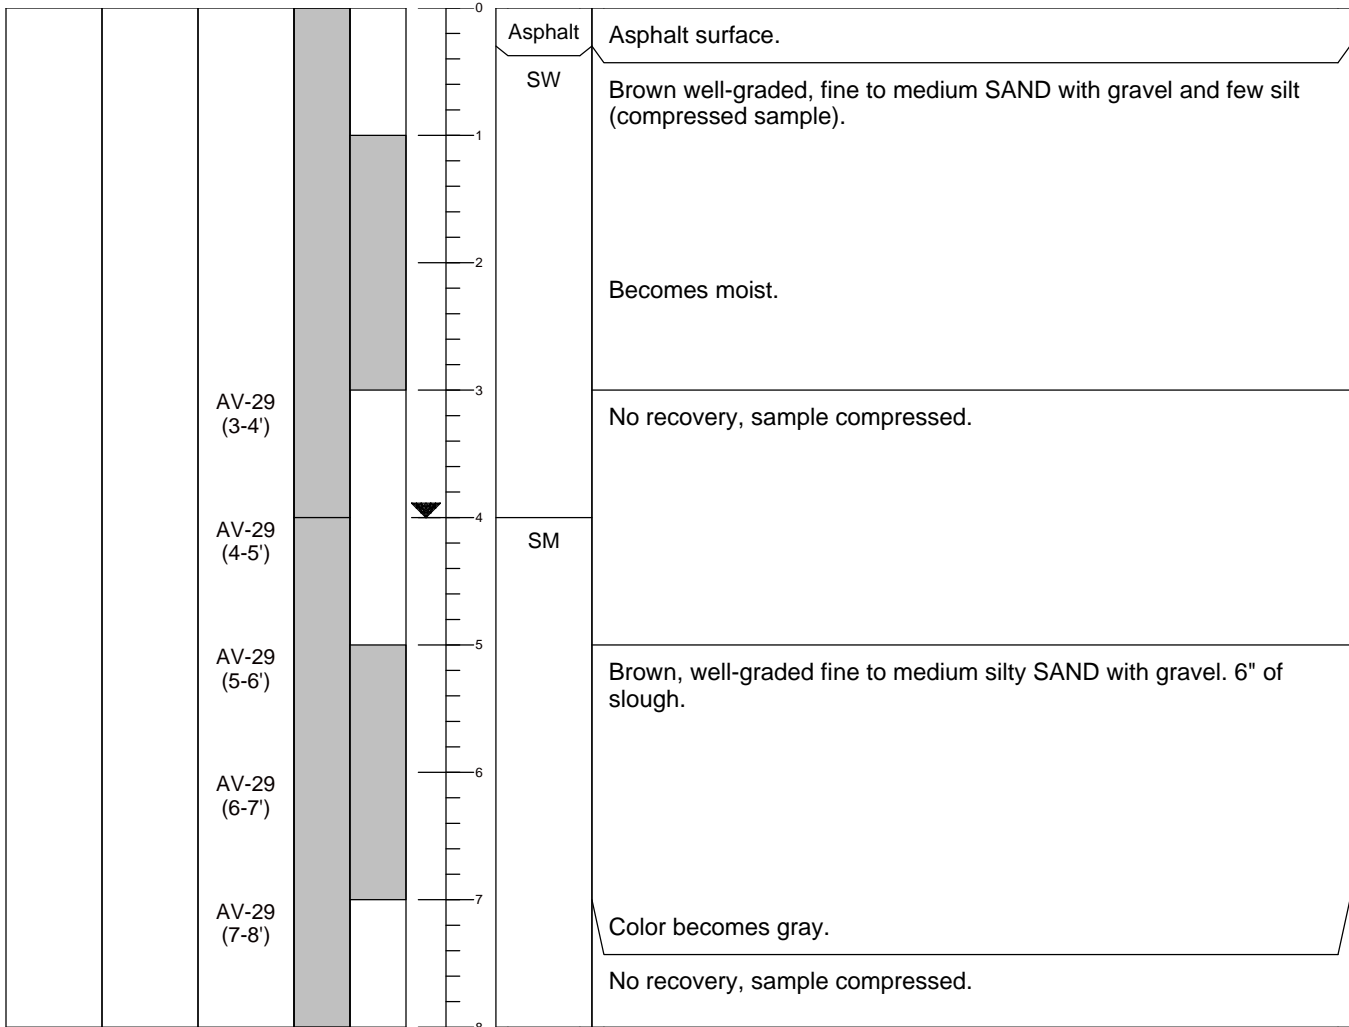 0
Asphalt
Asphalt surface.
SW
Brown well-graded, fine to medium SAND with gravel and few silt
(compressed sample).
1
2
Becomes moist.
3
AV-29
(3-4')
No recovery, sample compressed.
4
AV-29
(4-5')
SM
5
AV-29
(5-6')
Brown, well-graded fine to medium silty SAND with gravel. 6" of
slough.
6
AV-29
(6-7')
7
AV-29
(7-8')
Color becomes gray.
No recovery, sample compressed.
8